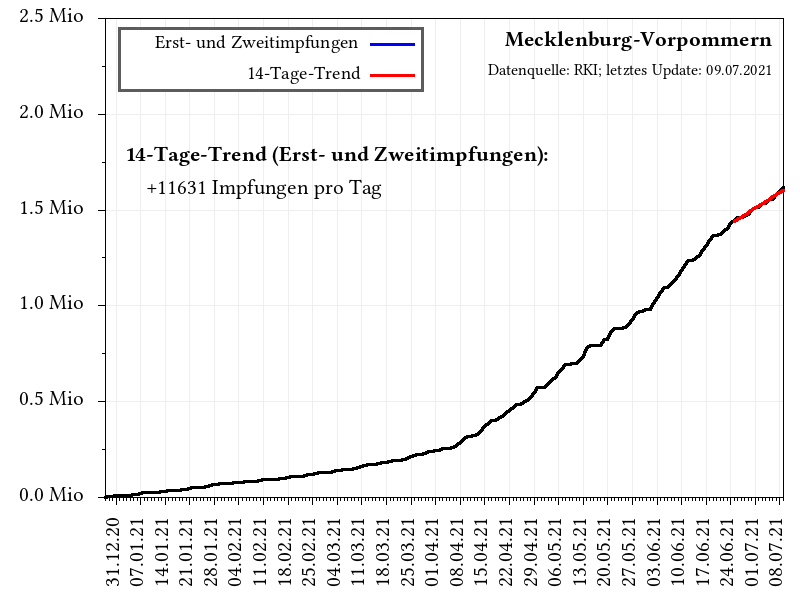 2.5 Mio
2.0 Mio
1.5 Mio
1.0 Mio
0.5 Mio
0.0 Mio
Erst- und Zweitimpfungen
14-Tage-Trend
Mecklenburg-Vorpommern
Datenquelle: RKI; letztes Update: 09.07.2021
14-Tage-Trend (Erst- und Zweitimpfungen):
+11631 Impfungen pro Tag
31.12.20
07.01.21
14.01.21
21.01.21
28.01.21
04.02.21
11.02.21
18.02.21
25.02.21
04.03.21
11.03.21
18.03.21
25.03.21
01.04.21
08.04.21
15.04.21
22.04.21
29.04.21
06.05.21
13.05.21
20.05.21
27.05.21
03.06.21
10.06.21
17.06.21
24.06.21
01.07.21
08.07.21